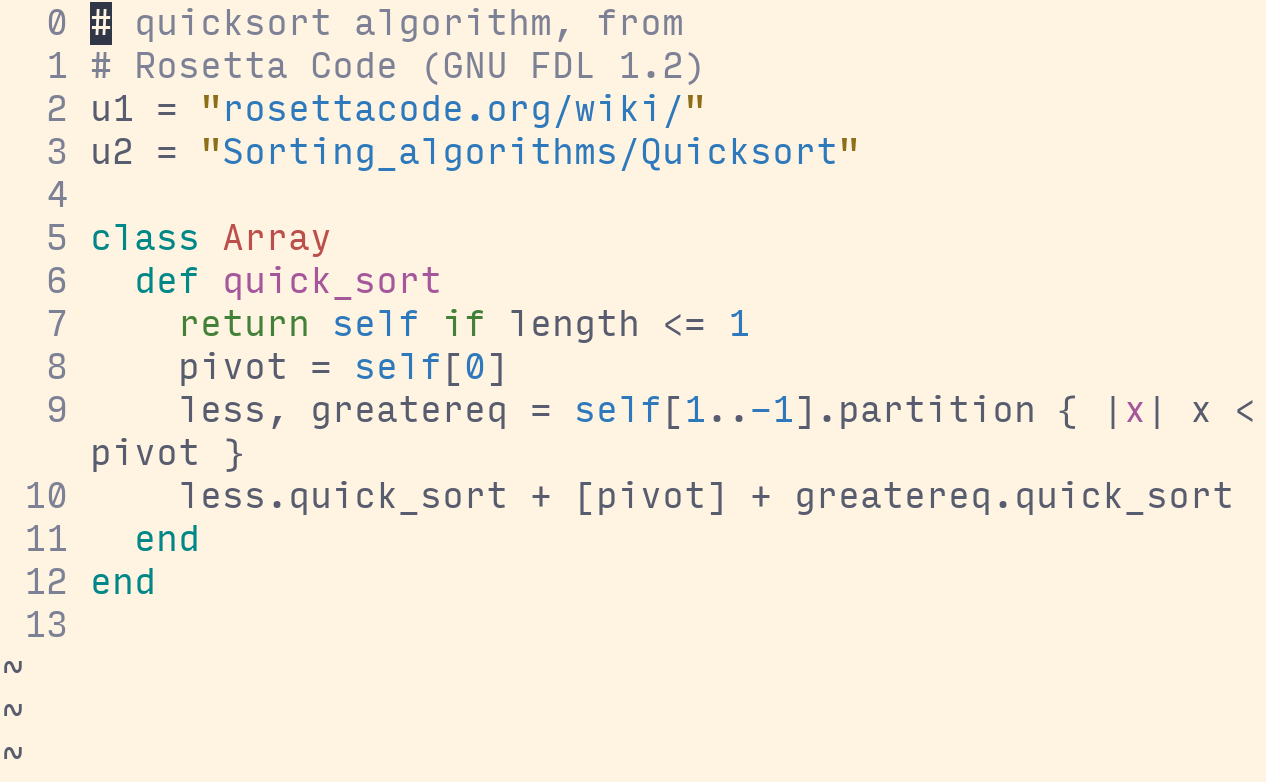 0 # quicksort algorithm, from
1 # Rosetta Code (GNU FDL 1.2)
2 u1 = "rosettacode.org/wiki/"
3 u2 = "Sorting_algorithms/Quicksort"
4
5 class Array
6   def quick_sort
7     return self if length <= 1
8     pivot = self[0]
9     less, greatereq = self[1..-1].partition { |x| x <
pivot }
10     less.quick_sort + [pivot] + greatereq.quick_sort
11   end
12 end
13
~
~
~